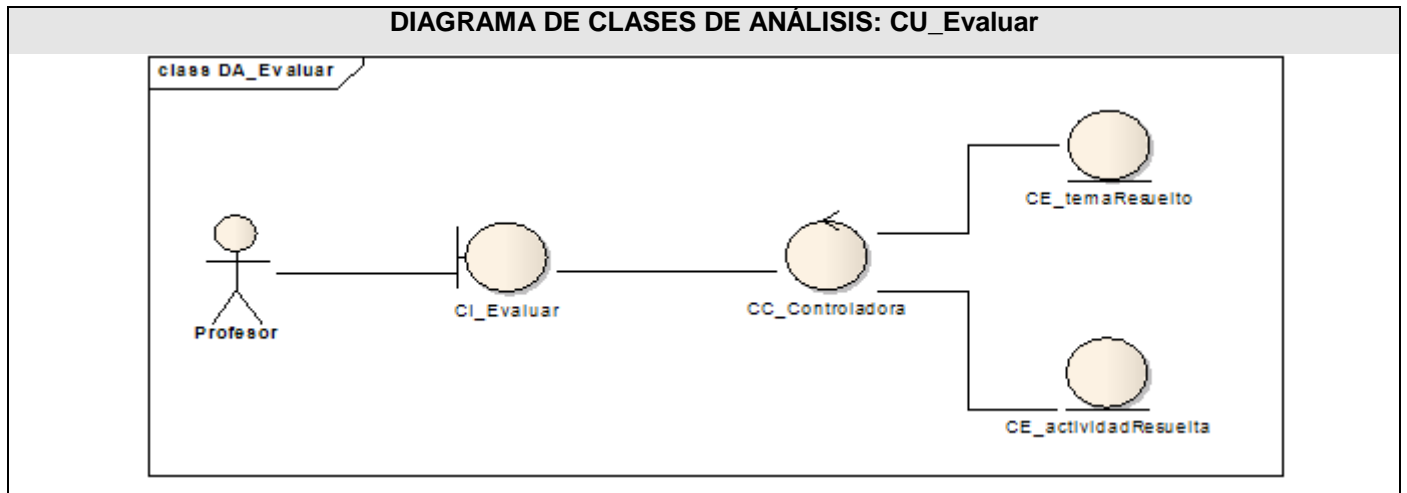 DIAGRAMA DE CLASES DE ANÁLISIS: CU_Evaluar
class DA_Evaluar
CE_temaResuelto
Profesor
CI_Evaluar
CC_Controladora
CE_actividadResuelta